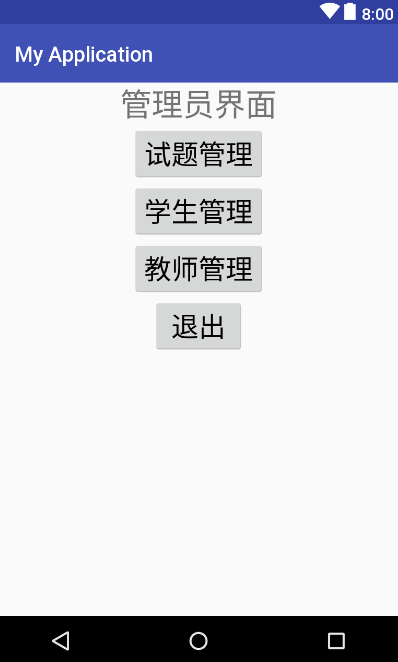 8:00
My Application
管理员界面
试题管理
学生管理
教师管理
退出